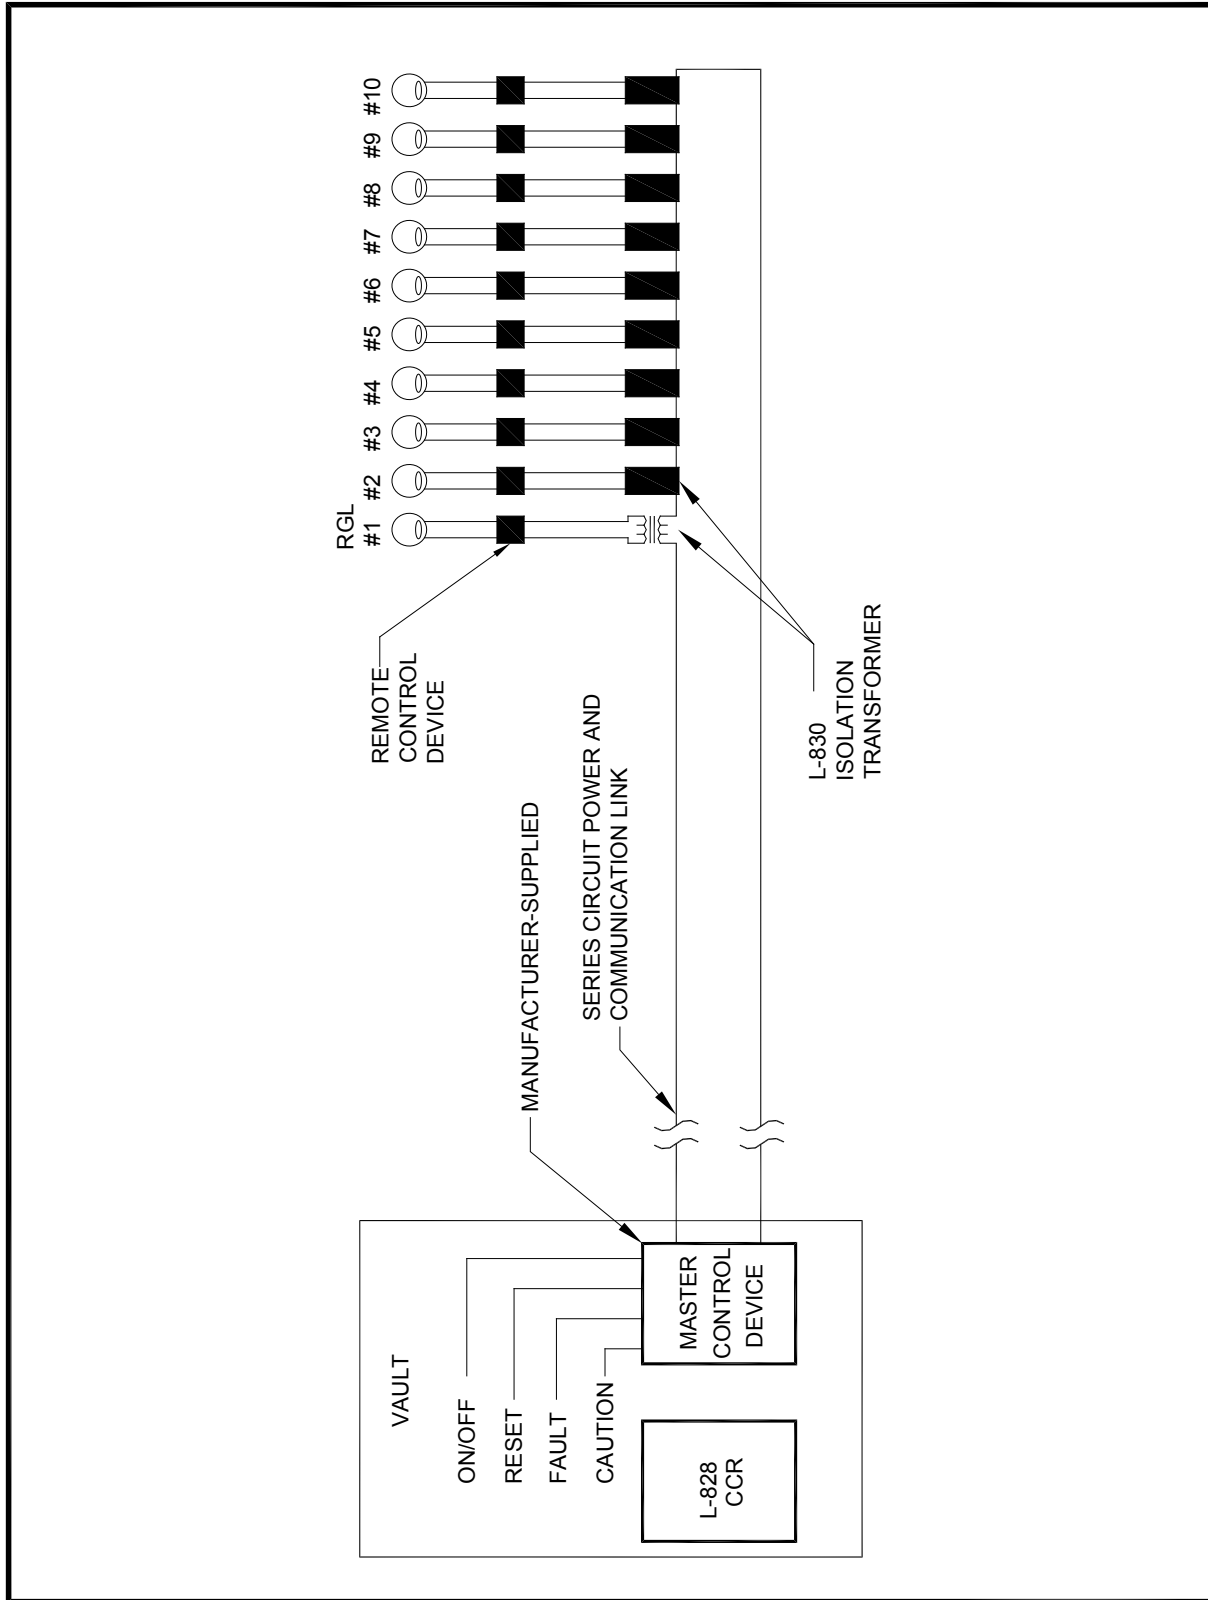 RGL
#1
#2
#3
#4
#5
#6
#7
#8
#9
#10
REMOTE
CONTROL
DEVICE
VAULT
ON/OFF
RESET
FAULT
CAUTION
MANUFACTURER-SUPPLIED
SERIES CIRCUIT POWER AND
COMMUNICATION LINK
L-828
CCR
MASTER
CONTROL
DEVICE
L-830
ISOLATION
TRANSFORMER